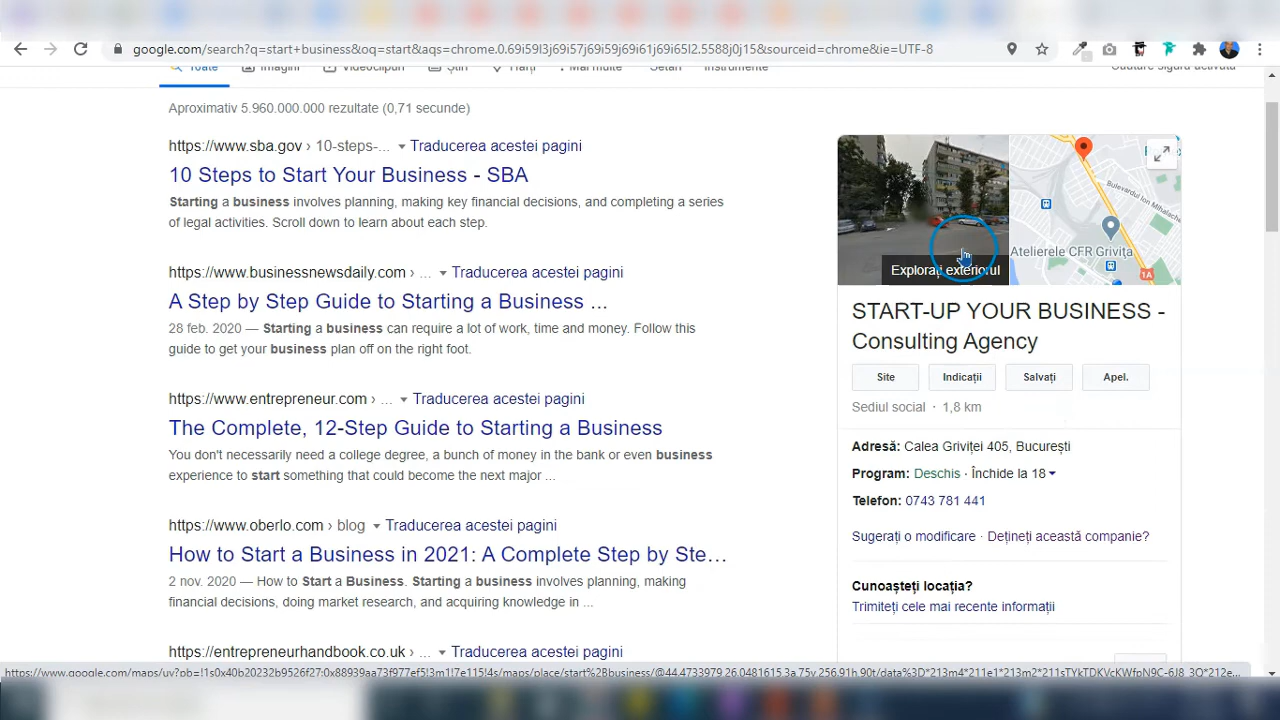 google.com/search?q=start+business&oq=start&aqs=chrome.0.69i59l3j69i57j69i59j69i61j69i65l2.5588j0j15&sourceid=chrome&ie=UTF-8
Toate Imagini Videoclipuri Știri Hărți Mai multe Setări Instrumente Căutare sigură activată
Aproximativ 5.960.000.000 rezultate (0,71 secunde)
https://www.sba.gov › 10-steps-... Traducerea acestei pagini
10 Steps to Start Your Business - SBA
Starting a business involves planning, making key financial decisions, and completing a series
of legal activities. Scroll down to learn about each step.
https://www.businessnewsdaily.com › ... Traducerea acestei pagini
A Step by Step Guide to Starting a Business ...
28 feb. 2020 — Starting a business can require a lot of work, time and money. Follow this
guide to get your business plan off on the right foot.
https://www.entrepreneur.com › ... Traducerea acestei pagini
The Complete, 12-Step Guide to Starting a Business
You don't necessarily need a college degree, a bunch of money in the bank or even business
experience to start something that could become the next major ...
https://www.oberlo.com › blog Traducerea acestei pagini
How to Start a Business in 2021: A Complete Step by Ste…
2 nov. 2020 — How to Start a Business. Starting a business involves planning, making
financial decisions, doing market research, and acquiring knowledge in ...
https://entrepreneurhandbook.co.uk › ... Traducerea acestei pagini
Explorați exteriorul
Bulevardul Ion Mihalache
Atelierele CFR Grivița
1A
START-UP YOUR BUSINESS -
Consulting Agency
Site Indicații Salvați Apel.
Sediul social · 1,8 km
Adresă: Calea Griviței 405, București
Program: Deschis · Închide la 18
Telefon: 0743 781 441
Sugerați o modificare · Dețineți această companie?
Cunoașteți locația?
Trimiteți cele mai recente informații